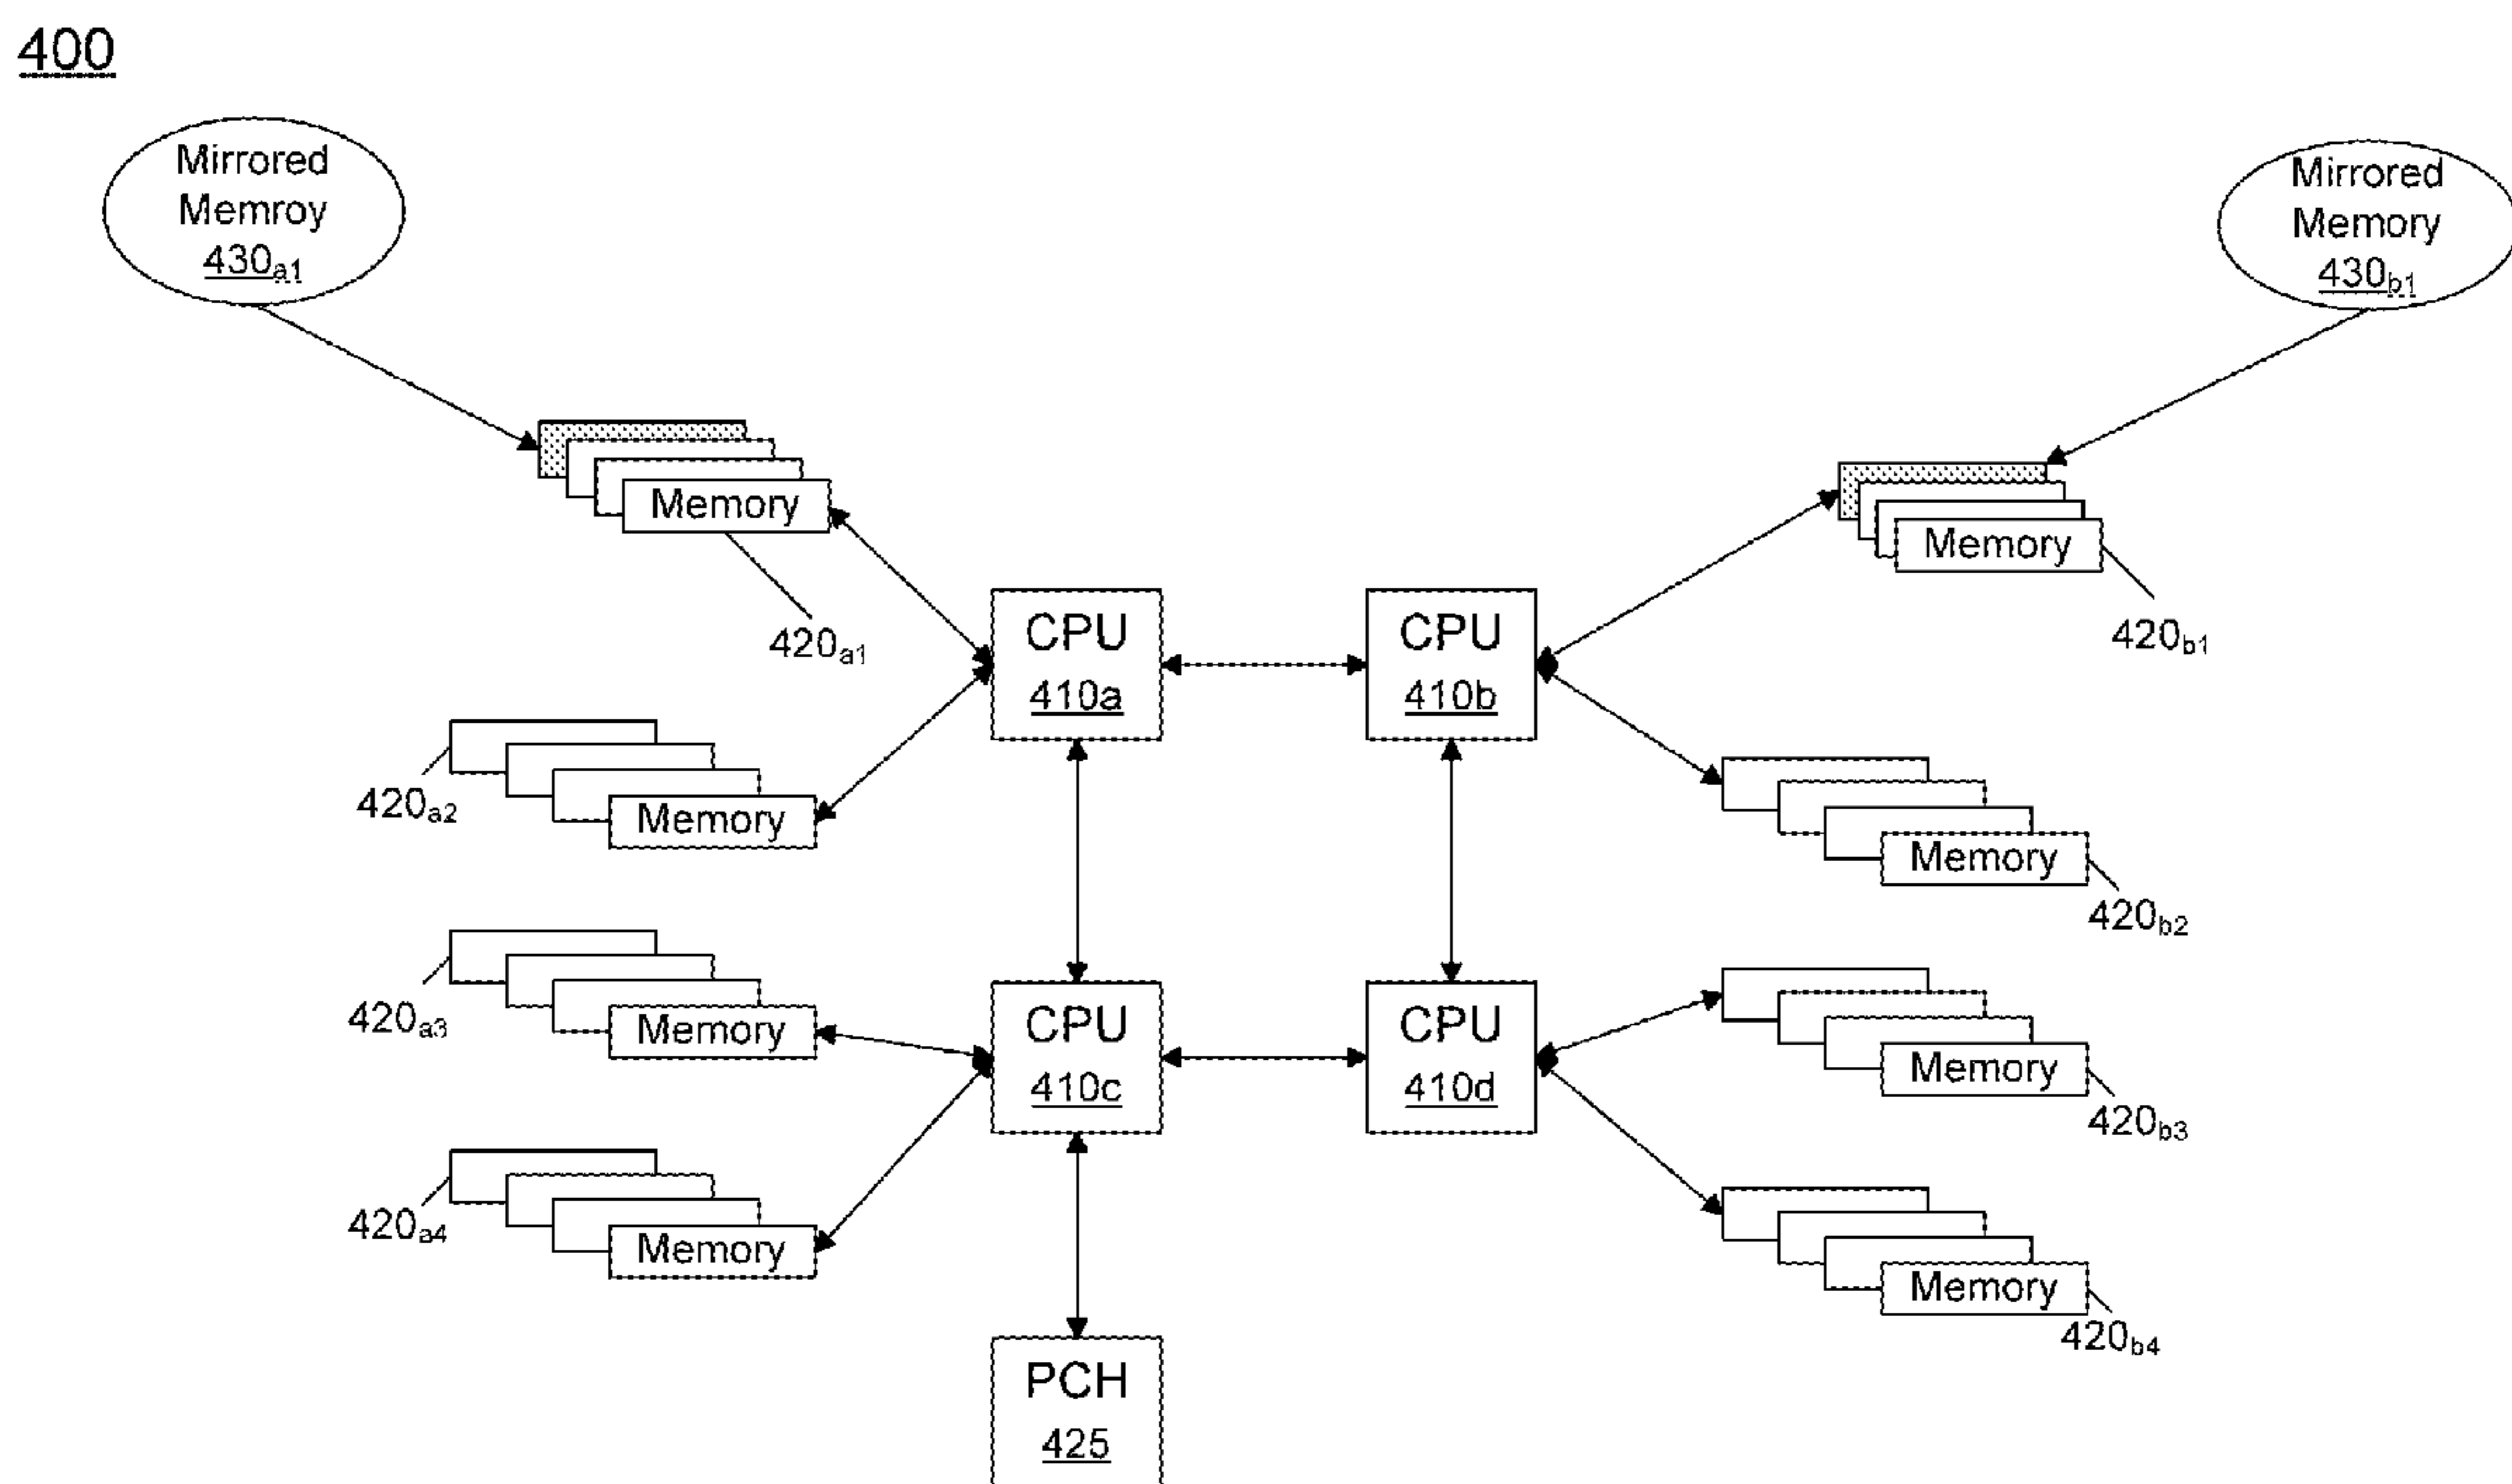 400
Mirrored
Memroy
430a1
Mirrored
Memory
430b1
Memory
420a1
Memory
420b1
CPU
410a
CPU
410b
420a2
Memory
Memory
420b2
420a3
Memory
CPU
410c
CPU
410d
Memory
420b3
420a4
Memory
Memory
420b4
PCH
425